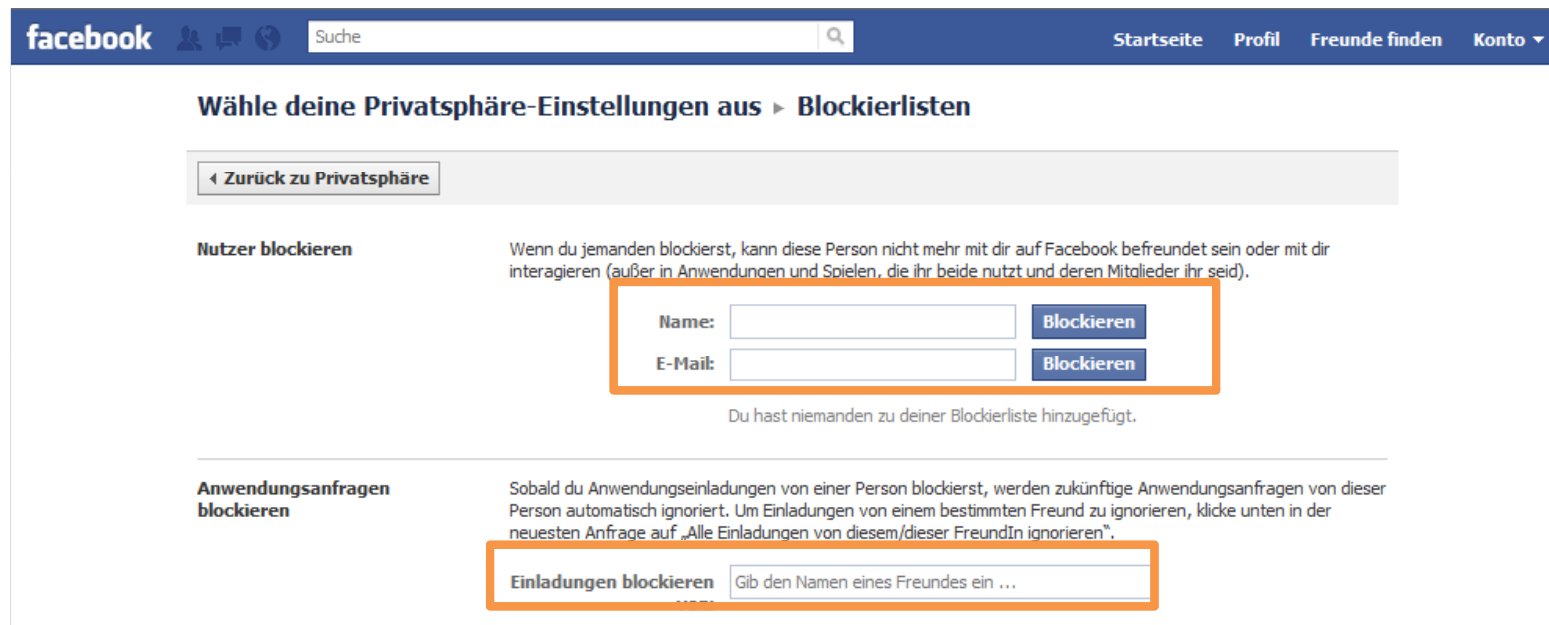 facebook Suche Startseite Profil Freunde finden Konto
Wähle deine Privatsphäre-Einstellungen aus ▸ Blockierlisten
Zurück zu Privatsphäre
Nutzer blockieren
Wenn du jemanden blockierst, kann diese Person nicht mehr mit dir auf Facebook befreundet sein oder mit dir
interagieren (außer in Anwendungen und Spielen, die ihr beide nutzt und deren Mitglieder ihr seid).
Name: Blockieren
E-Mail: Blockieren
Du hast niemanden zu deiner Blockierliste hinzugefügt.
Anwendungsanfragen
blockieren
Sobald du Anwendungseinladungen von einer Person blockierst, werden zukünftige Anwendungsanfragen von dieser
Person automatisch ignoriert. Um Einladungen von einem bestimmten Freund zu ignorieren, klicke unten in der
neuesten Anfrage auf „Alle Einladungen von diesem/dieser FreundIn ignorieren“.
Einladungen blockieren Gib den Namen eines Freundes ein ...